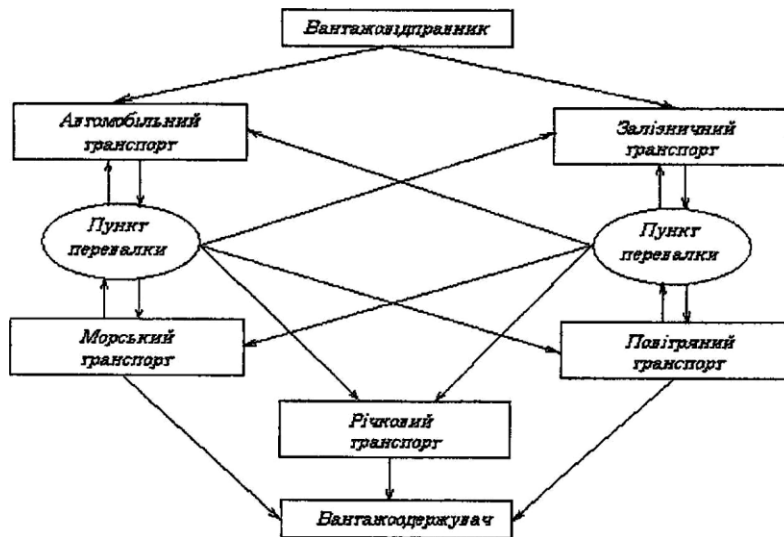 Вантажовідправник
Автомобільний
транспорт
Залізничний
транспорт
Пункт
перевалки
Пункт
перевалки
Морський
транспорт
Повітряний
транспорт
Річковий
транспорт
Вантажоодержувач